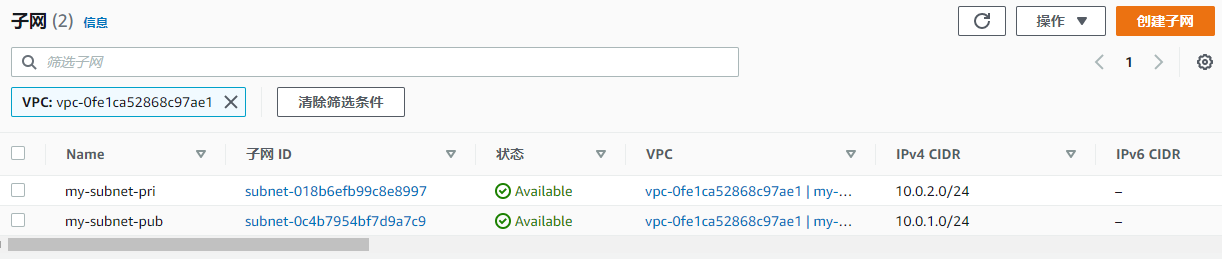 子网 (2) 信息
操作 创建子网
筛选子网
1
VPC: vpc-0fe1ca52868c97ae1
清除筛选条件
Name 子网 ID 状态 VPC IPv4 CIDR IPv6 CIDR
my-subnet-pri subnet-018b6efb99c8e8997 Available vpc-0fe1ca52868c97ae1 | my-... 10.0.2.0/24 –
my-subnet-pub subnet-0c4b7954bf7d9a7c9 Available vpc-0fe1ca52868c97ae1 | my-... 10.0.1.0/24 –